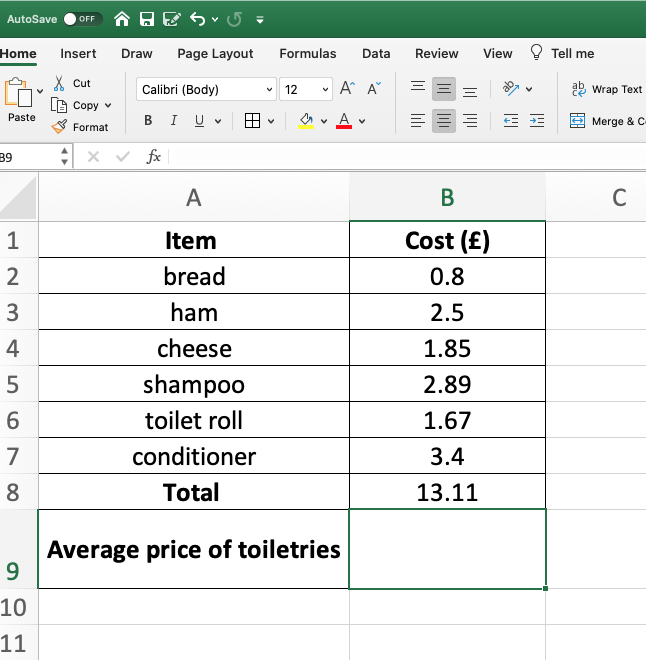 AutoSave OFF
Home Insert Draw Page Layout Formulas Data Review View Tell me
Paste
Cut
Copy
Format
Calibri (Body) 12 A A
B I U A
ab Wrap Text
Merge & C
B9 fx
A B C
1 Item Cost (£)
2 bread 0.8
3 ham 2.5
4 cheese 1.85
5 shampoo 2.89
6 toilet roll 1.67
7 conditioner 3.4
8 Total 13.11
9 Average price of toiletries
10
11